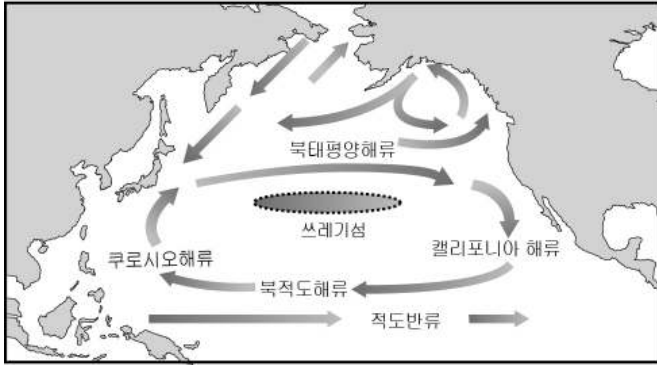 북태평양해류
쓰레기섬
캘리포니아 해류
쿠로시오해류
북적도해류
적도반류